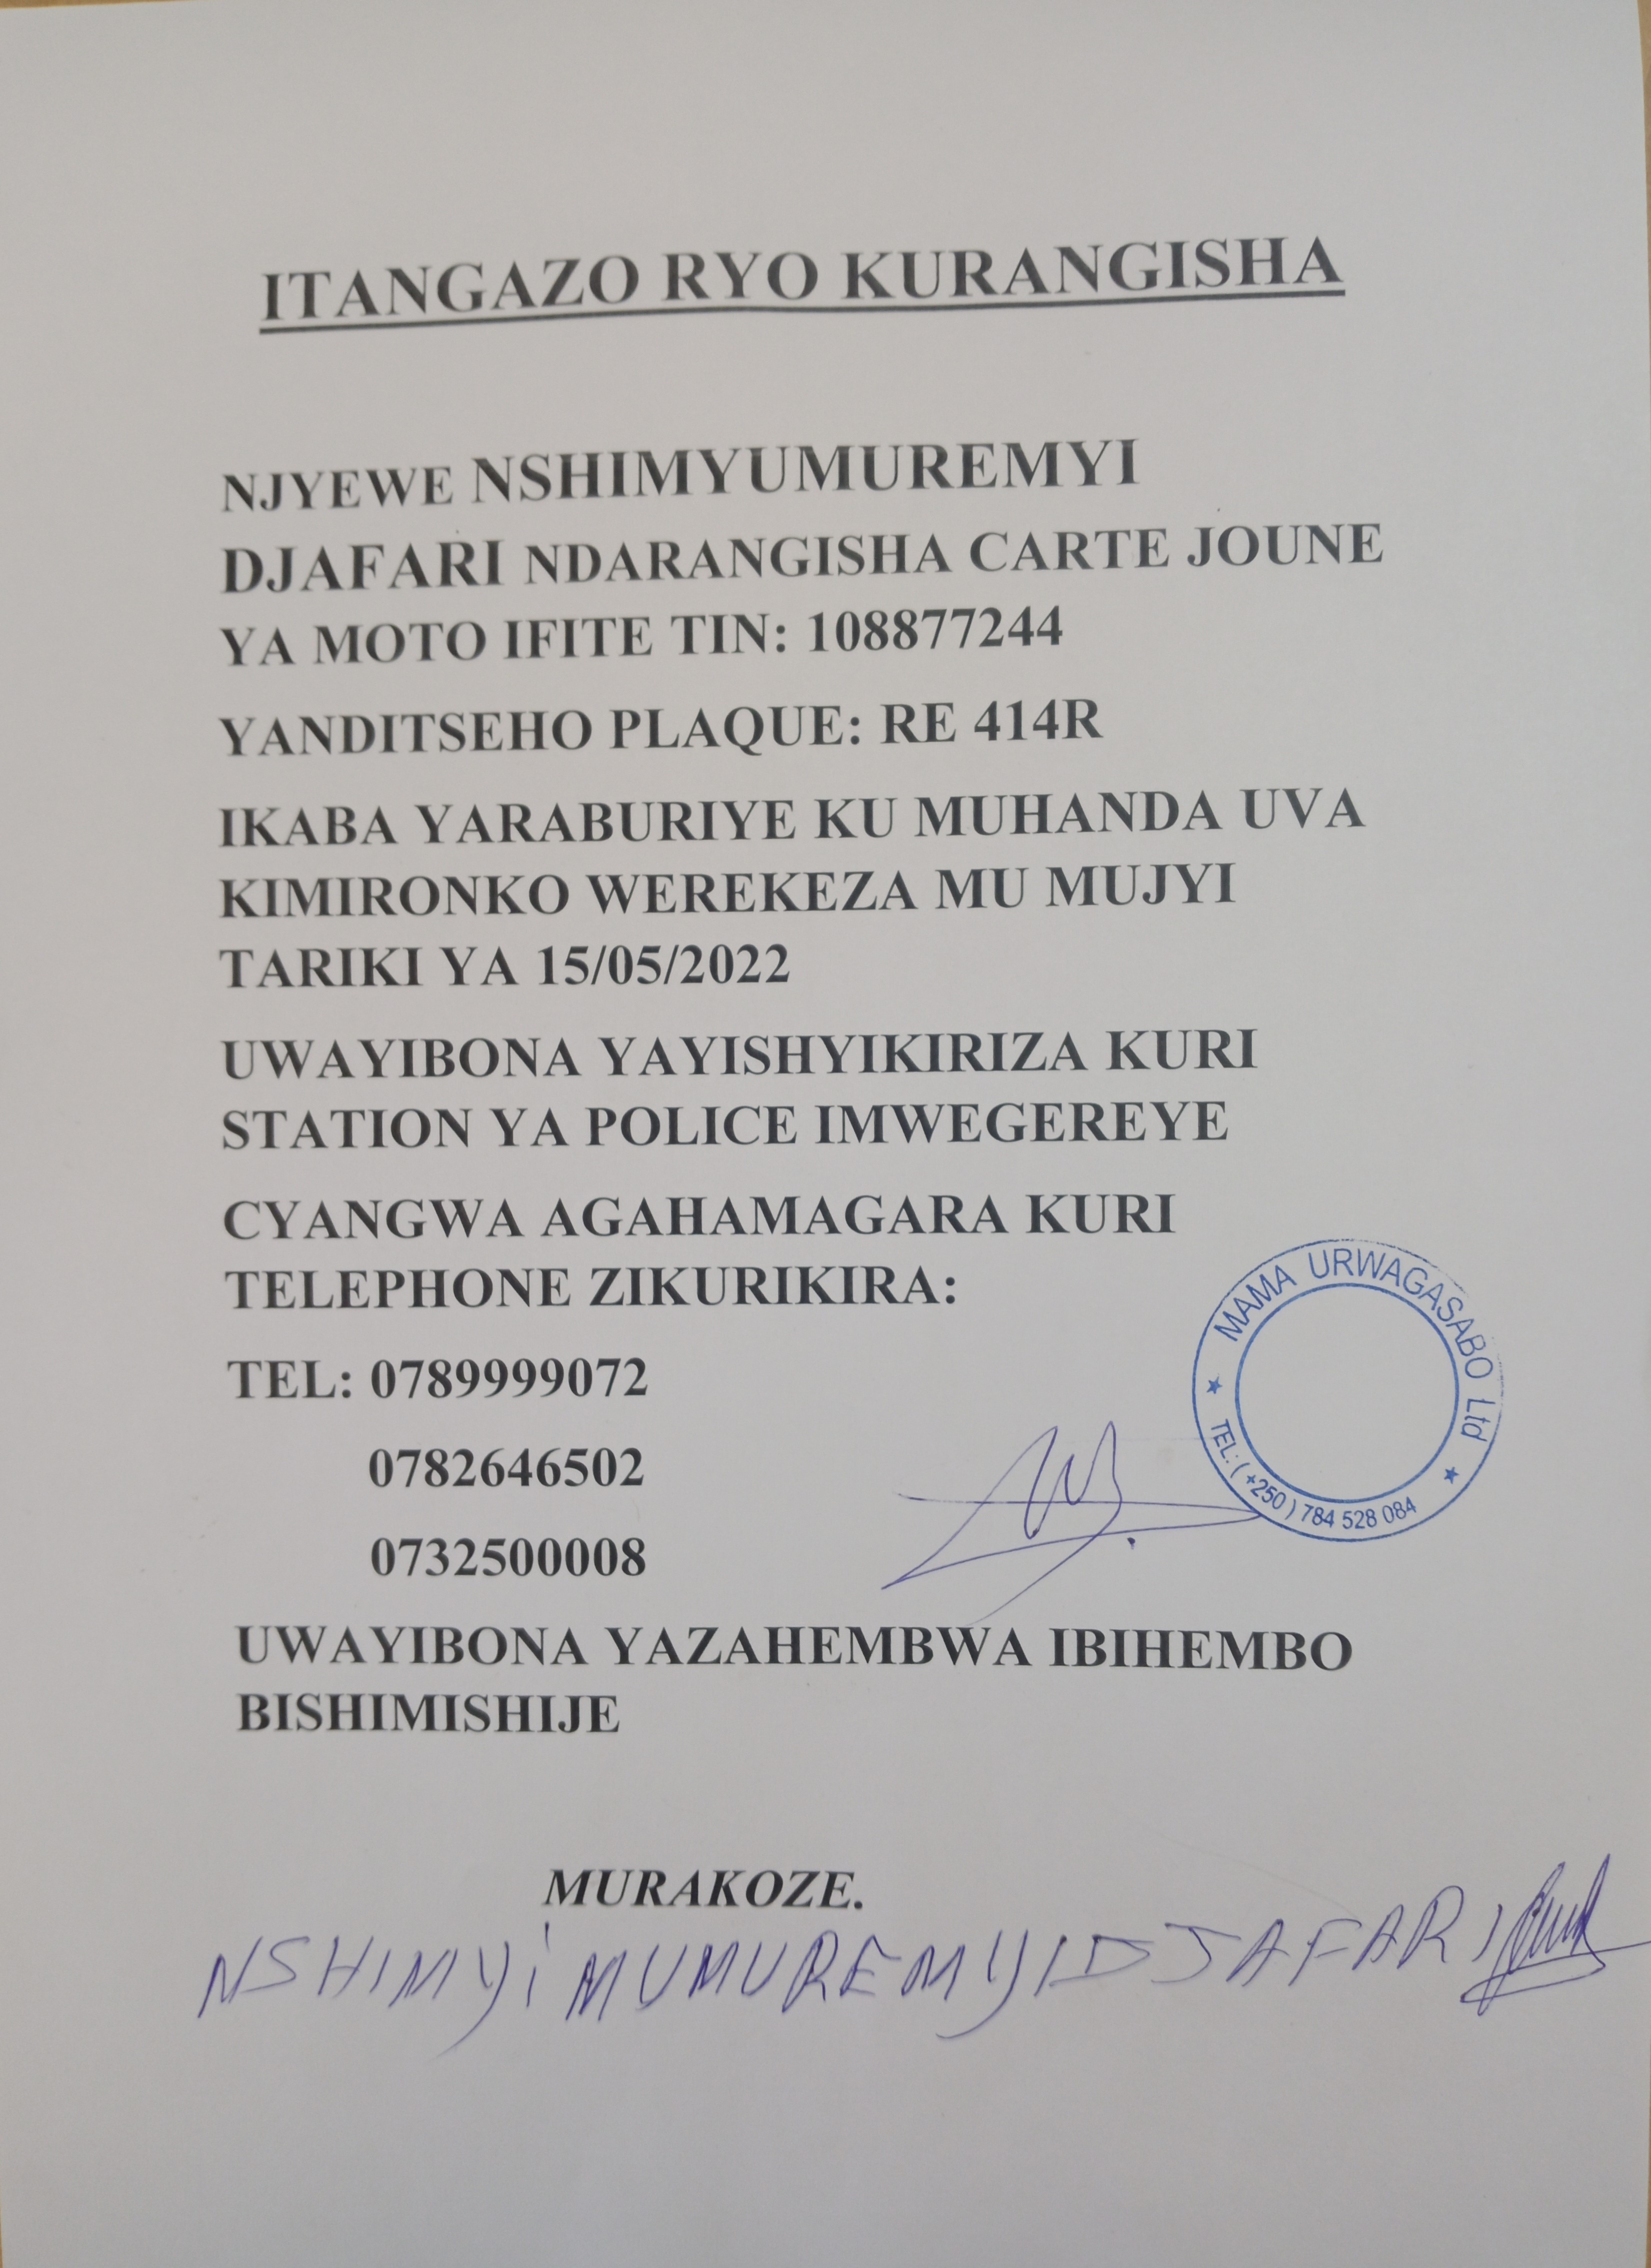 ITANGAZO RYO KURANGISHA
NJYEWE NSHIMYUMUREMYI
DJAFARI NDARANGISHA CARTE JOUNE
YA MOTO IFITE TIN: 108877244
YANDITSEHO PLAQUE: RE 414R
IKABA YARABURIYE KU MUHANDA UVA
KIMIRONKO WEREKEZA MU MUJYI
TARIKI YA 15/05/2022
UWAYIBONA YAYISHYIKIRIZA KURI
STATION YA POLICE IMWEGEREYE
CYANGWA AGAHAMAGARA KURI
TELEPHONE ZIKURIKIRA:
TEL: 0789999072
0782646502
0732500008
MAMA URWAGASABO Ltd
TEL: (+250) 784 528 084
UWAYIBONA YAZAHEMBWA IBIHEMBO
BISHIMISHIJE
MURAKOZE.
NSHIMYiMUMUREMYI DJAFARI